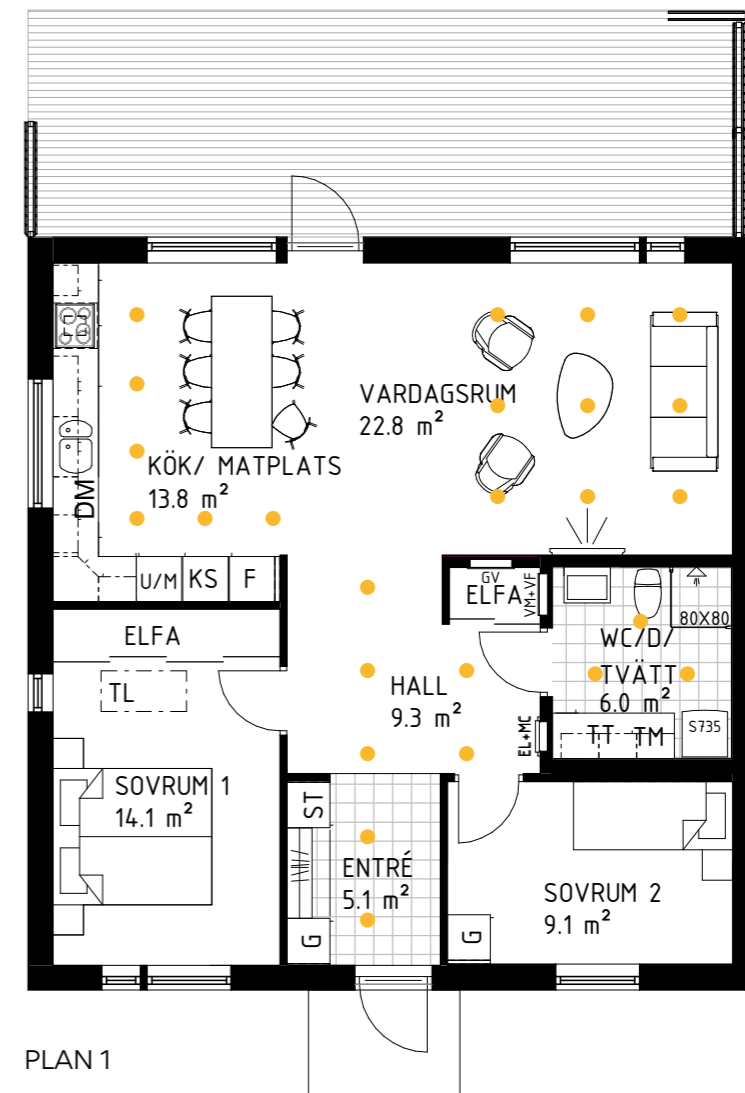 VARDAGSRUM
22.8 m²
KÖK/ MATPLATS
13.8 m²
DM
U/M
KS
F
GV
ELFA
VM+VF
80X80
WC/D/
TVÄTT
6.0 m²
ELFA
TL
HALL
9.3 m²
EL+MC
TT
TM
S735
SOVRUM 1
14.1 m²
ST
ENTRÉ
5.1 m²
G
SOVRUM 2
9.1 m²
G
PLAN 1